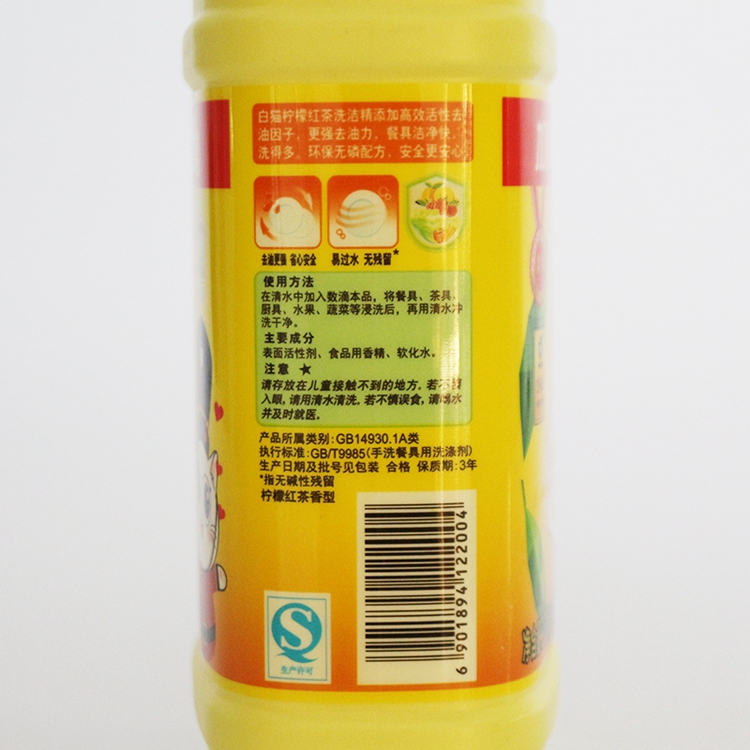 白猫柠檬红茶洗洁精添加高效活性去
油因子，更强去油力，餐具洁净快，
洗得多。环保无磷配方，安全更安心
去油更强 省心安全
易过水 无残留*
使用方法
在清水中加入数滴本品，将餐具、茶具、
厨具、水果、蔬菜等浸洗后，再用清水冲
洗干净。
主要成分
表面活性剂、食品用香精、软化水。
注意 ★
请存放在儿童接触不到的地方。若不慎
入眼，请用清水清洗。若不慎误食，请喝水
并及时就医。
产品所属类别：GB14930.1A类
执行标准：GB/T9985(手洗餐具用洗涤剂)
生产日期及批号见包装 合格 保质期：3年
*指无碱性残留
柠檬红茶香型
生产许可
6 901894 122004